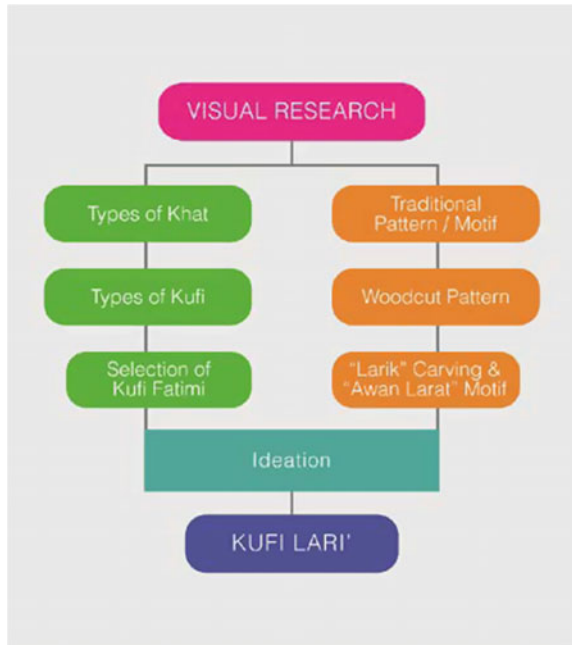 VISUAL RESEARCH
Types of Khat
Traditional
Pattern / Motif
Types of Kufi
Woodcut Pattern
Selection of
Kufi Fatimi
“Larik” Carving &
“Awan Larat” Motif
Ideation
KUFI LARI'